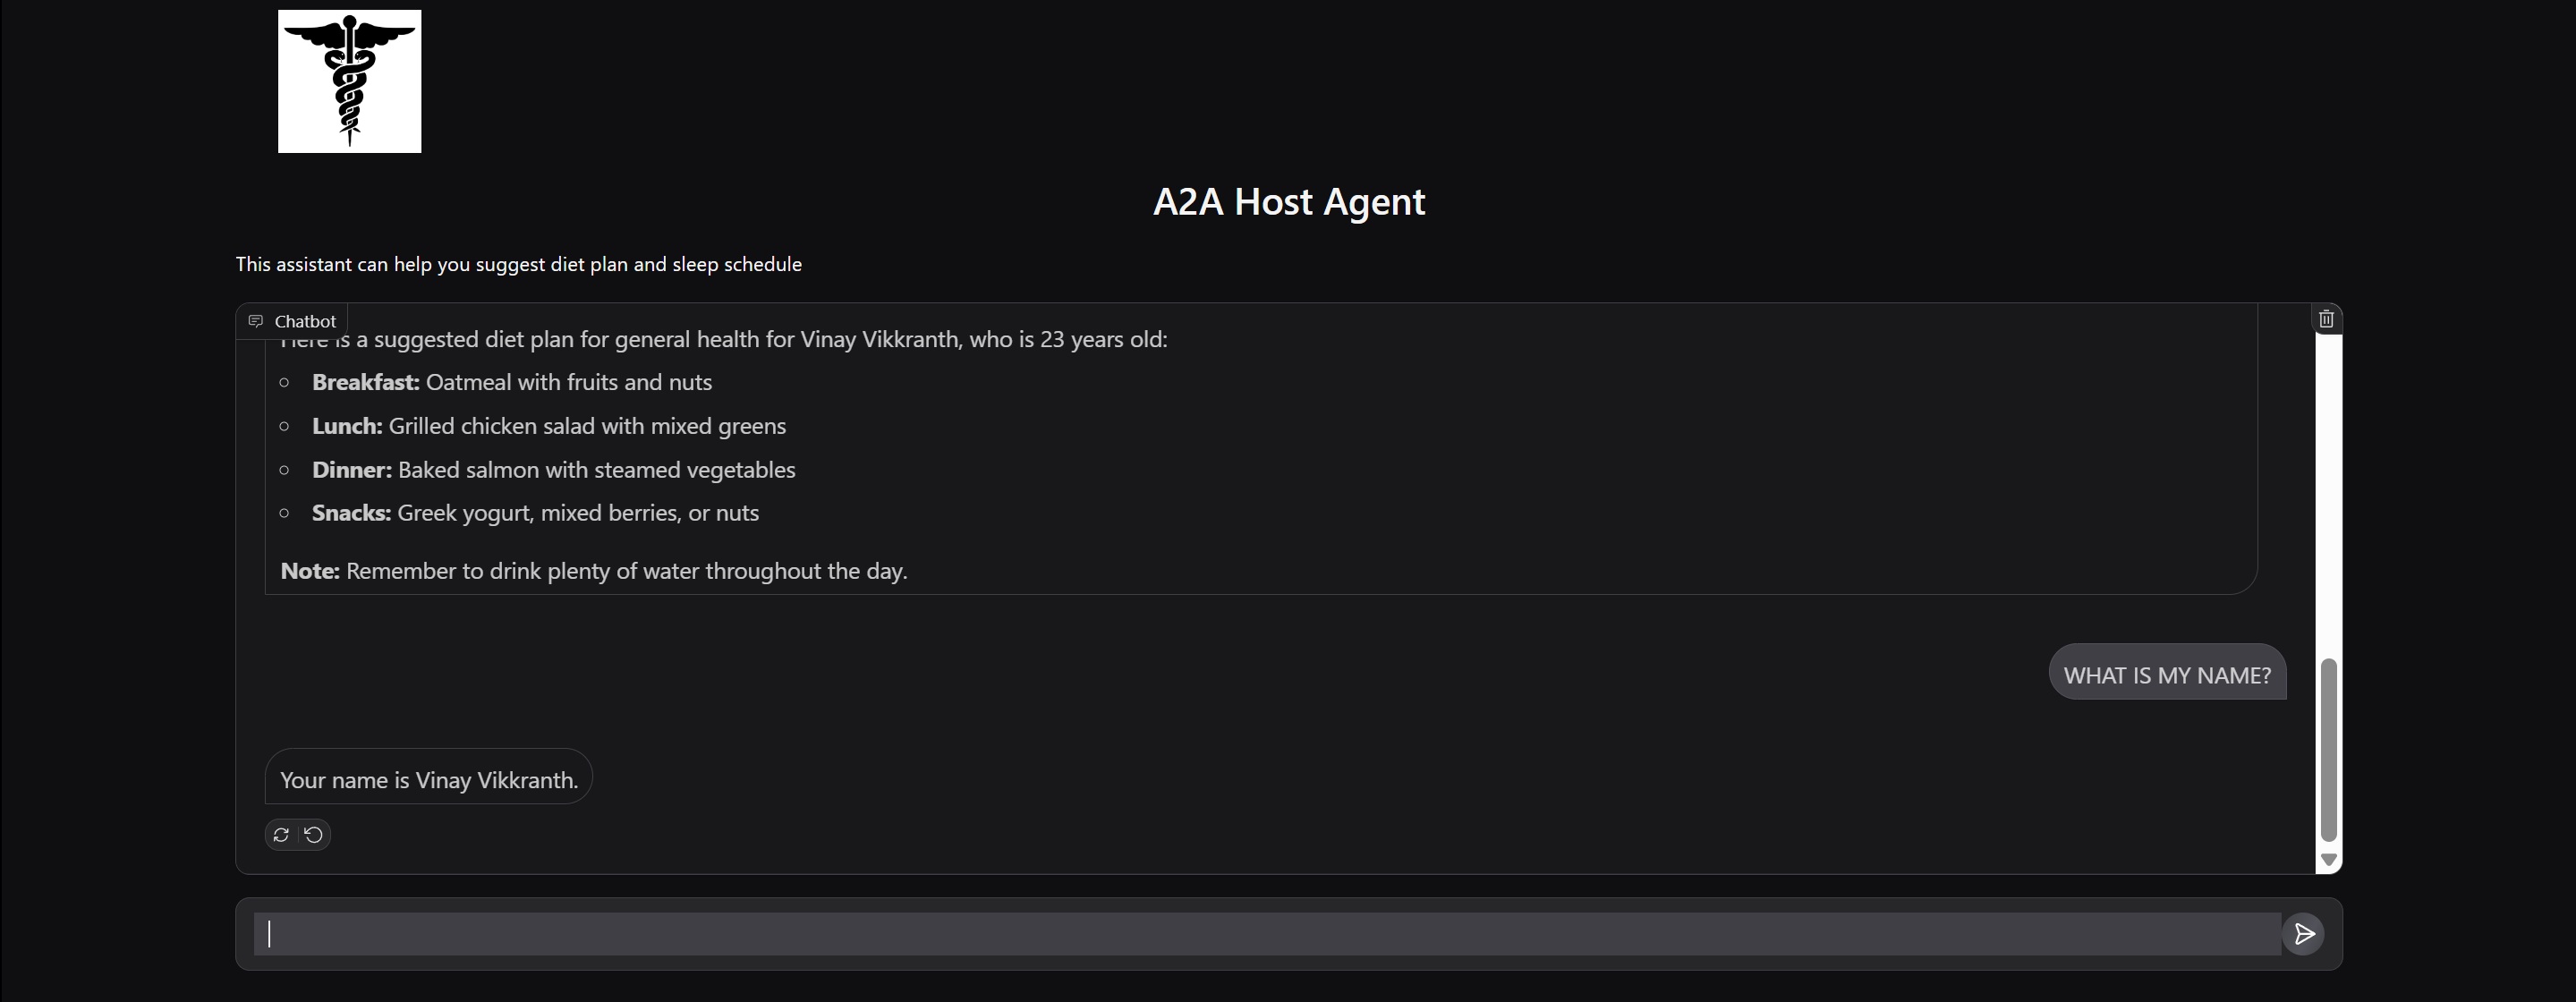 A2A Host Agent
This assistant can help you suggest diet plan and sleep schedule
Chatbot
Here is a suggested diet plan for general health for Vinay Vikkranth, who is 23 years old:
Breakfast: Oatmeal with fruits and nuts
Lunch: Grilled chicken salad with mixed greens
Dinner: Baked salmon with steamed vegetables
Snacks: Greek yogurt, mixed berries, or nuts
Note: Remember to drink plenty of water throughout the day.
WHAT IS MY NAME?
Your name is Vinay Vikkranth.